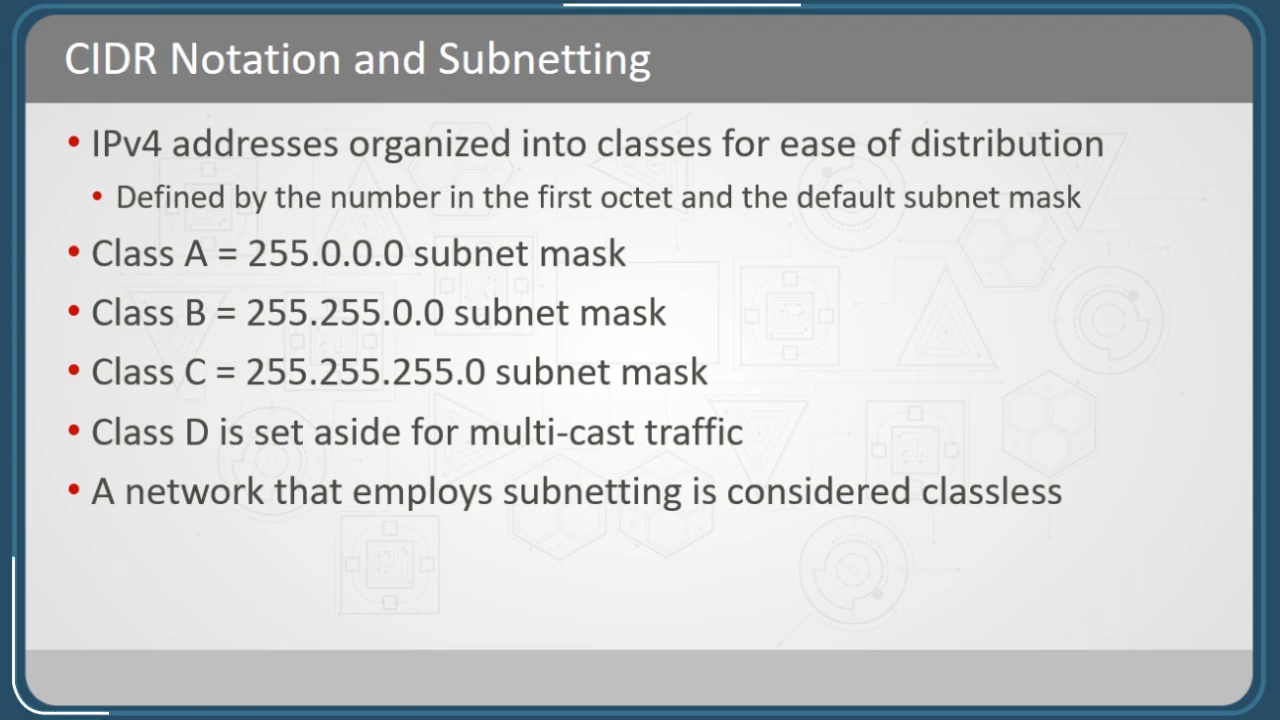 CIDR Notation and Subnetting
• IPv4 addresses organized into classes for ease of distribution
• Defined by the number in the first octet and the default subnet mask
• Class A = 255.0.0.0 subnet mask
• Class B = 255.255.0.0 subnet mask
• Class C = 255.255.255.0 subnet mask
• Class D is set aside for multi-cast traffic
• A network that employs subnetting is considered classless